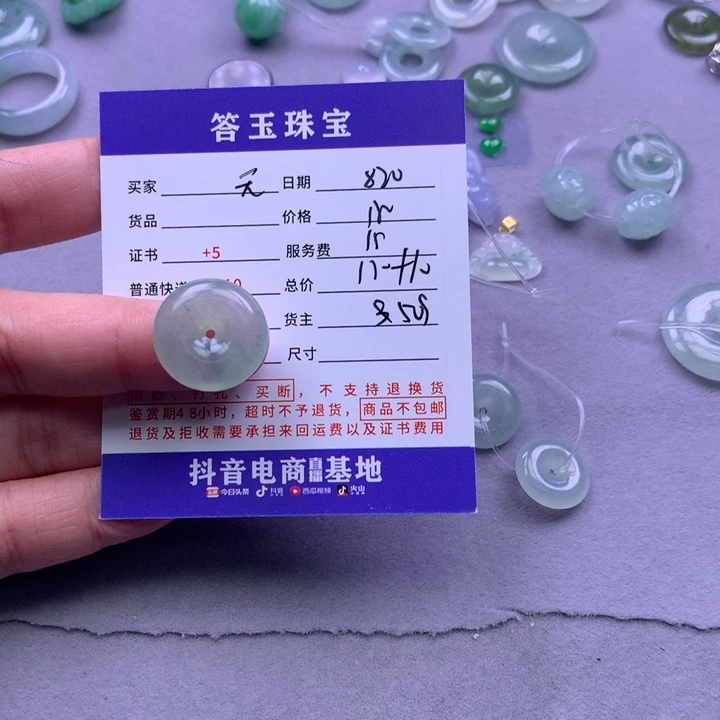 答玉珠宝
买家 元 日期 820
货品 价格
证书 +5 服务费
普通快递 总价
货主
尺寸
打孔、买断，不支持退换货
鉴赏期48小时，超时不予退货，商品不包邮
退货及拒收需要承担来回运费以及证书费用
抖音电商直播基地
今日头条 抖音 西瓜视频 火山